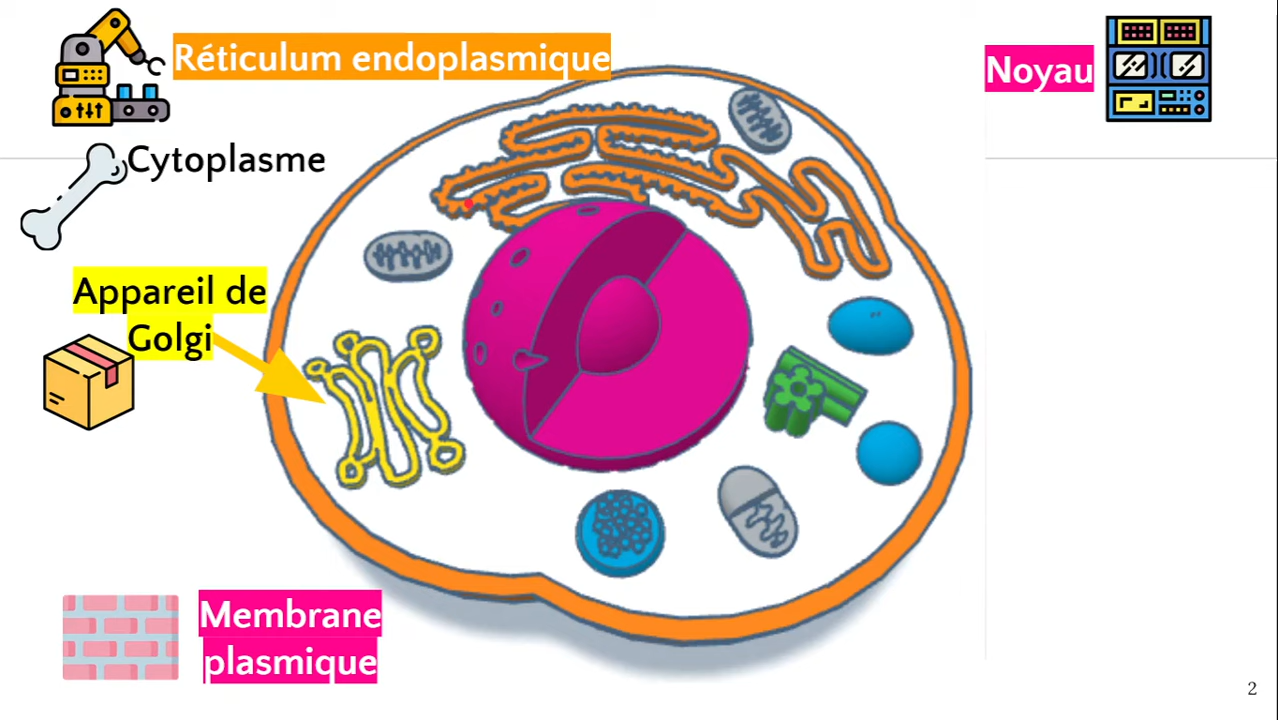 Réticulum endoplasmique
Noyau
Cytoplasme
Appareil de
Golgi
Membrane
plasmique
2